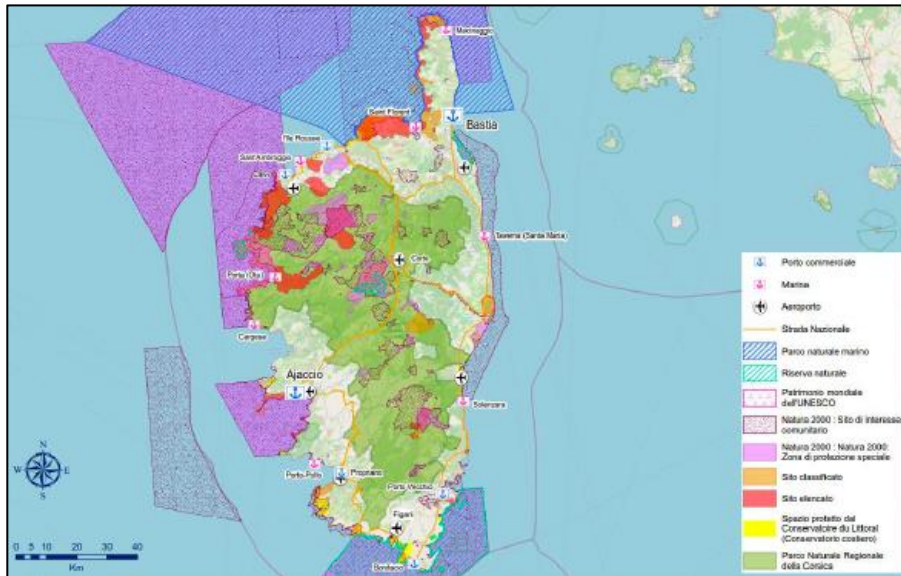 Macinaggio
Saint Florent
Bastia
l'Ile Rousse
Sant'Ambroggio
Calvi
Taverna (Santa Maria)
Corte
Porto (Ota)
Cargese
Ajaccio
Solenzara
Porto-Pollo
Propriano
Porto Vecchio
Figari
Bonifacio
N
W
E
S
0 5 10 20 30 40
Km
Porto commerciale
Marina
Aeroporto
Strada Nazionale
Parco naturale marino
Riserva naturale
Patrimonio mondiale
dell'UNESCO
Natura 2000 : Sito di interesse
comunitario
Natura 2000 : Natura 2000:
Zona di protezione speciale
Sito classificato
Sito elencato
Spazio protetto dal
Conservatoire du Littoral
(Conservatorio costiero)
Parco Naturale Regionale
della Corsica